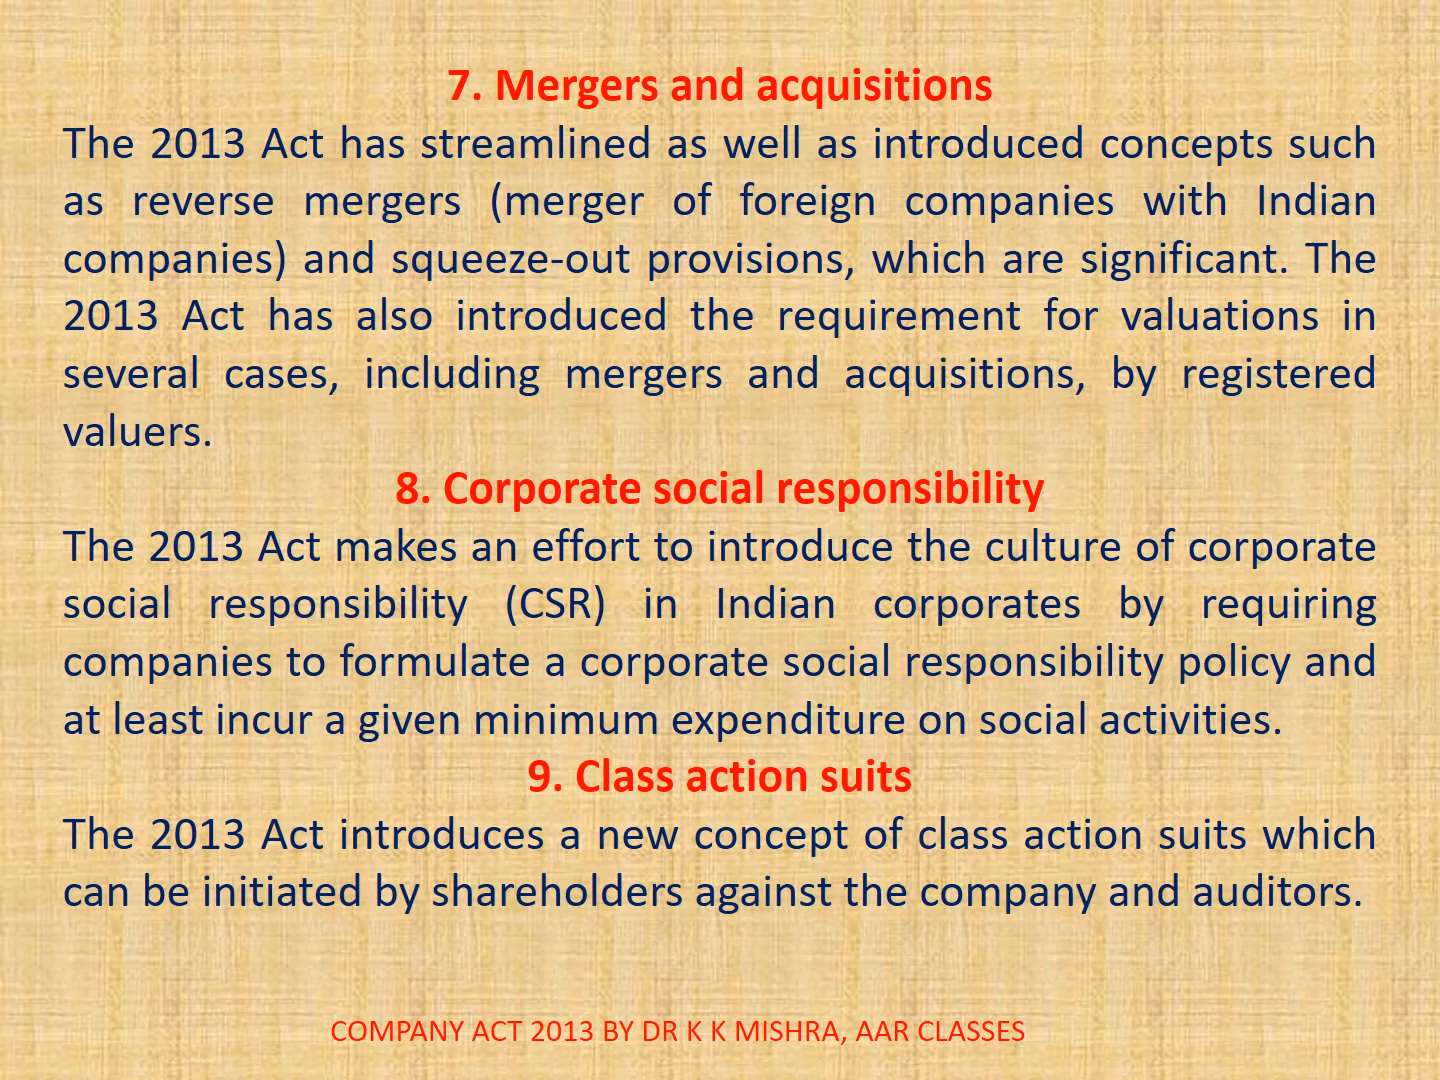 7. Mergers and acquisitions
The 2013 Act has streamlined as well as introduced concepts such
as reverse mergers (merger of foreign companies with Indian
companies) and squeeze-out provisions, which are significant. The
2013 Act has also introduced the requirement for valuations in
several cases, including mergers and acquisitions, by registered
valuers.
8. Corporate social responsibility
The 2013 Act makes an effort to introduce the culture of corporate
social responsibility (CSR) in Indian corporates by requiring
companies to formulate a corporate social responsibility policy and
at least incur a given minimum expenditure on social activities.
9. Class action suits
The 2013 Act introduces a new concept of class action suits which
can be initiated by shareholders against the company and auditors.
COMPANY ACT 2013 BY DR K K MISHRA, AAR CLASSES